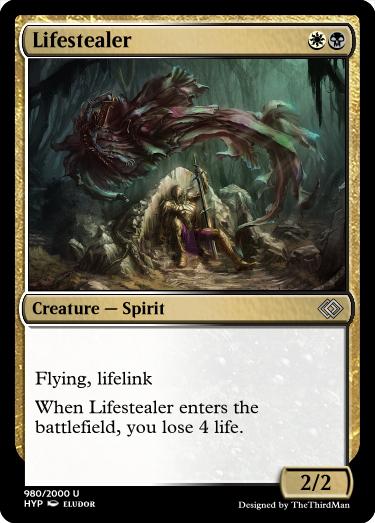 Lifestealer
Creature — Spirit
Flying, lifelink
When Lifestealer enters the
battlefield, you lose 4 life.
2/2
980/2000 U
HYP ELUDOR
Designed by TheThirdMan